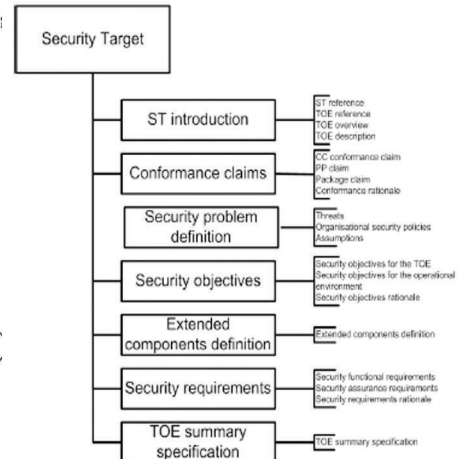 Security Target
ST introduction
ST reference
TOE reference
TOE overview
TOE description
Conformance claims
CC conformance claim
PP claim
Package claim
Conformance rationale
Security problem
definition
Threats
Organisational security policies
Assumptions
Security objectives
Security objectives for the TOE
Security objectives for the operational
environment
Security objectives rationale
Extended
components definition
Extended components definition
Security requirements
Security functional requirements
Security assurance requirements
Security requirements rationale
TOE summary
specification
TOE summary specification